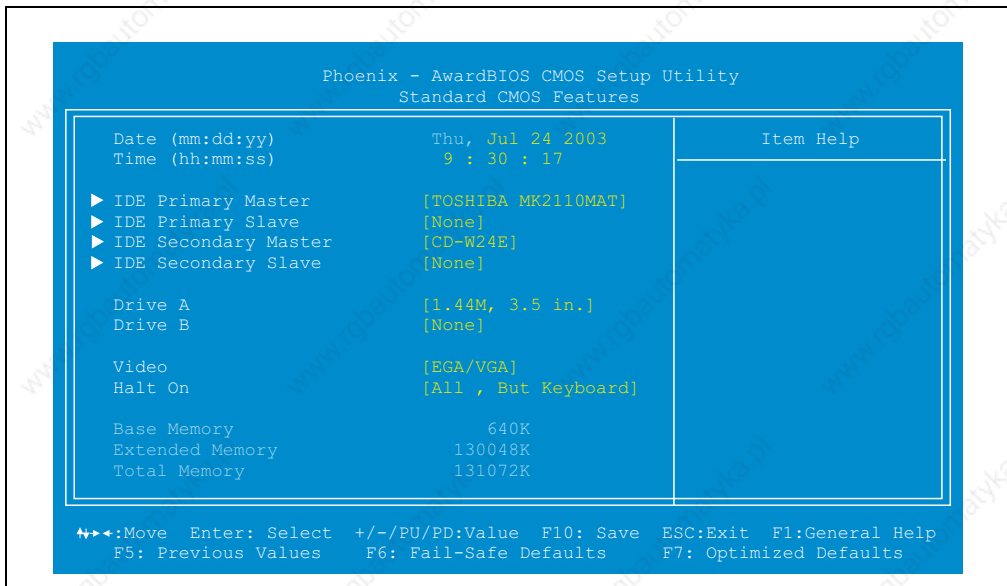 Phoenix - AwardBIOS CMOS Setup Utility
Standard CMOS Features
Date (mm:dd:yy) Thu, Jul 24 2003
Item Help
Time (hh:mm:ss) 9 : 30 : 17
IDE Primary Master [TOSHIBA MK2110MAT]
IDE Primary Slave [None]
IDE Secondary Master [CD-W24E]
IDE Secondary Slave [None]
Drive A [1.44M, 3.5 in.]
Drive B [None]
Video [EGA/VGA]
Halt On [All , But Keyboard]
Base Memory 640K
Extended Memory 130048K
Total Memory 131072K
:Move Enter: Select +/-/PU/PD:Value F10: Save ESC:Exit F1:General Help
F5: Previous Values F6: Fail-Safe Defaults F7: Optimized Defaults
www.rgbautomatyka.pl